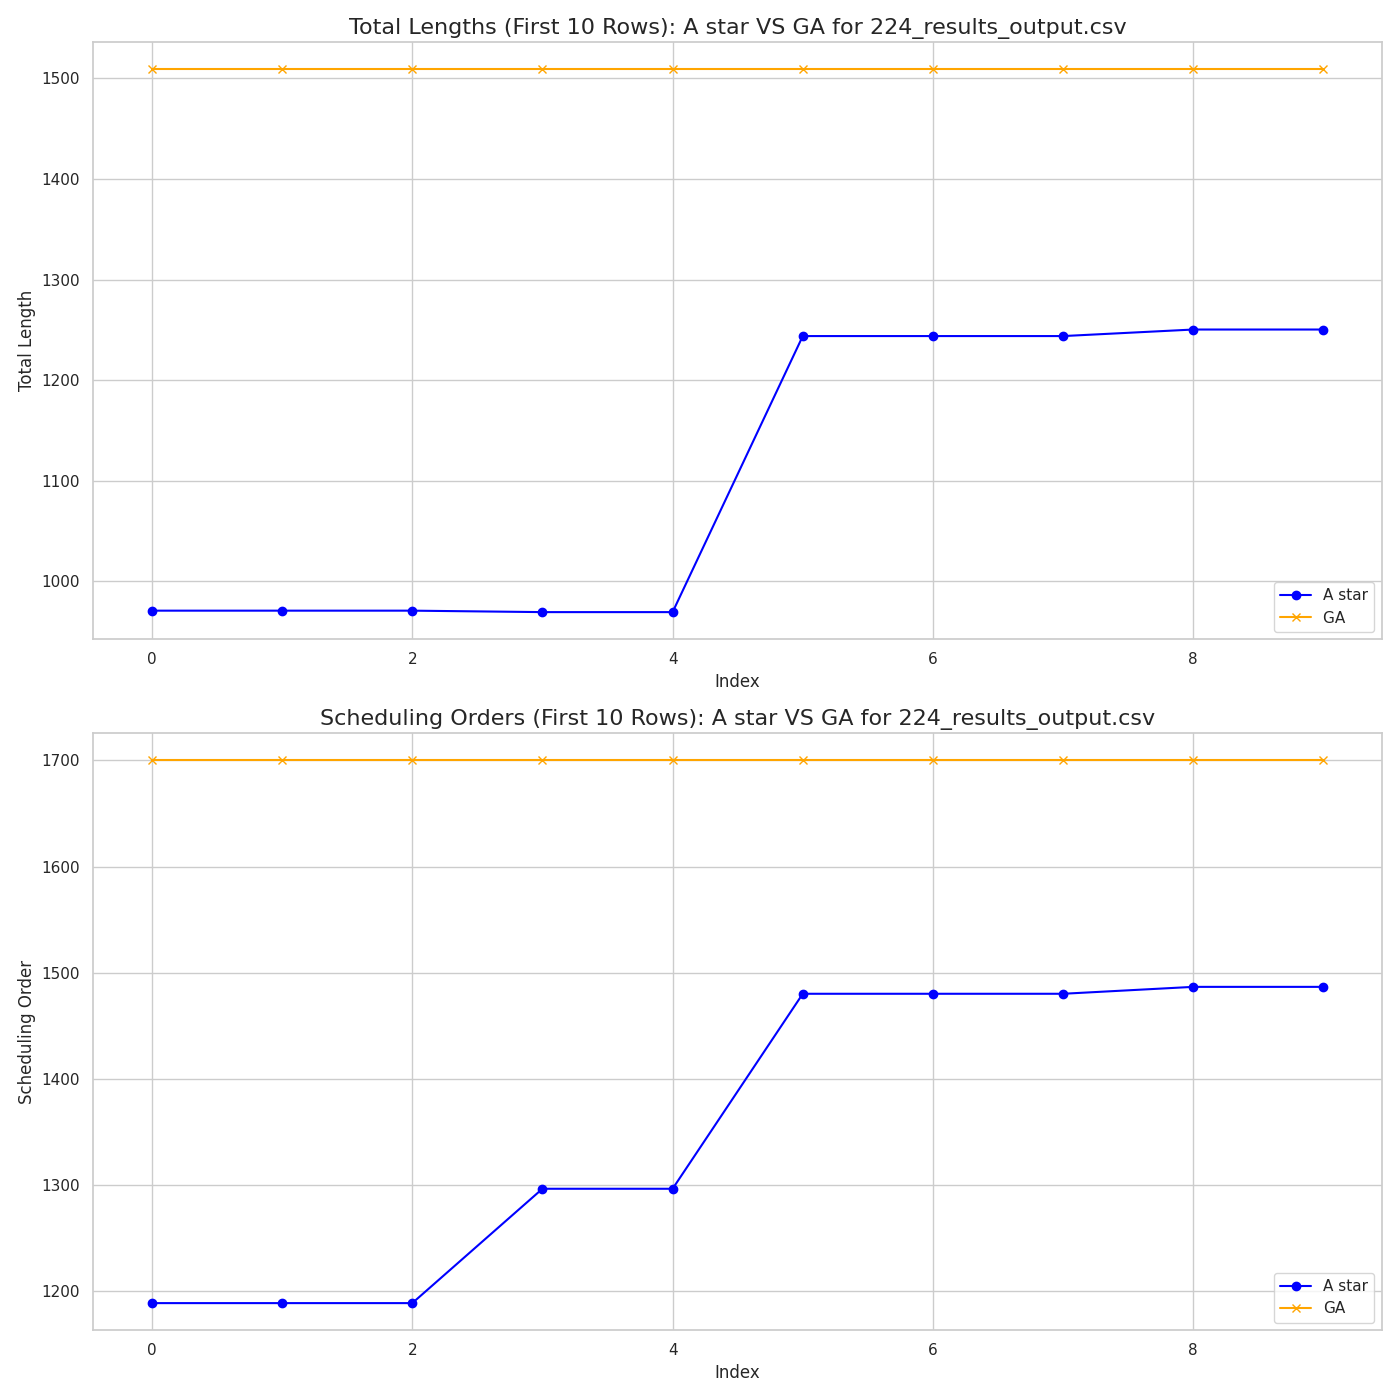 Total Lengths (First 10 Rows): A star VS GA for 224_results_output.csv
1500
1400
1300
1200
1100
1000
Total Length
A star
GA
0 2 4 6 8
Index
Scheduling Orders (First 10 Rows): A star VS GA for 224_results_output.csv
1700
1600
1500
1400
1300
1200
Scheduling Order
A star
GA
0 2 4 6 8
Index